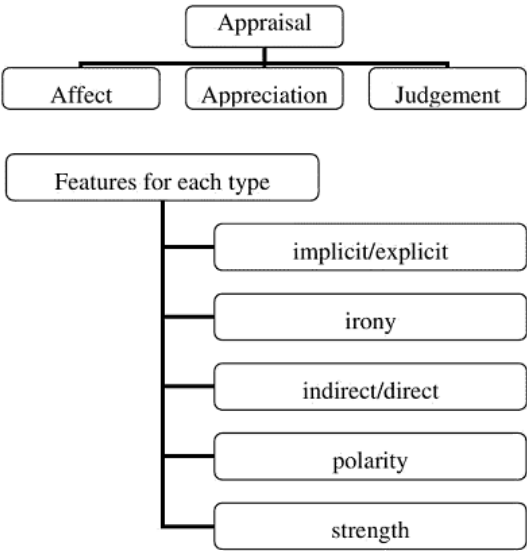 Appraisal
Affect
Appreciation
Judgement
Features for each type
implicit/explicit
irony
indirect/direct
polarity
strength